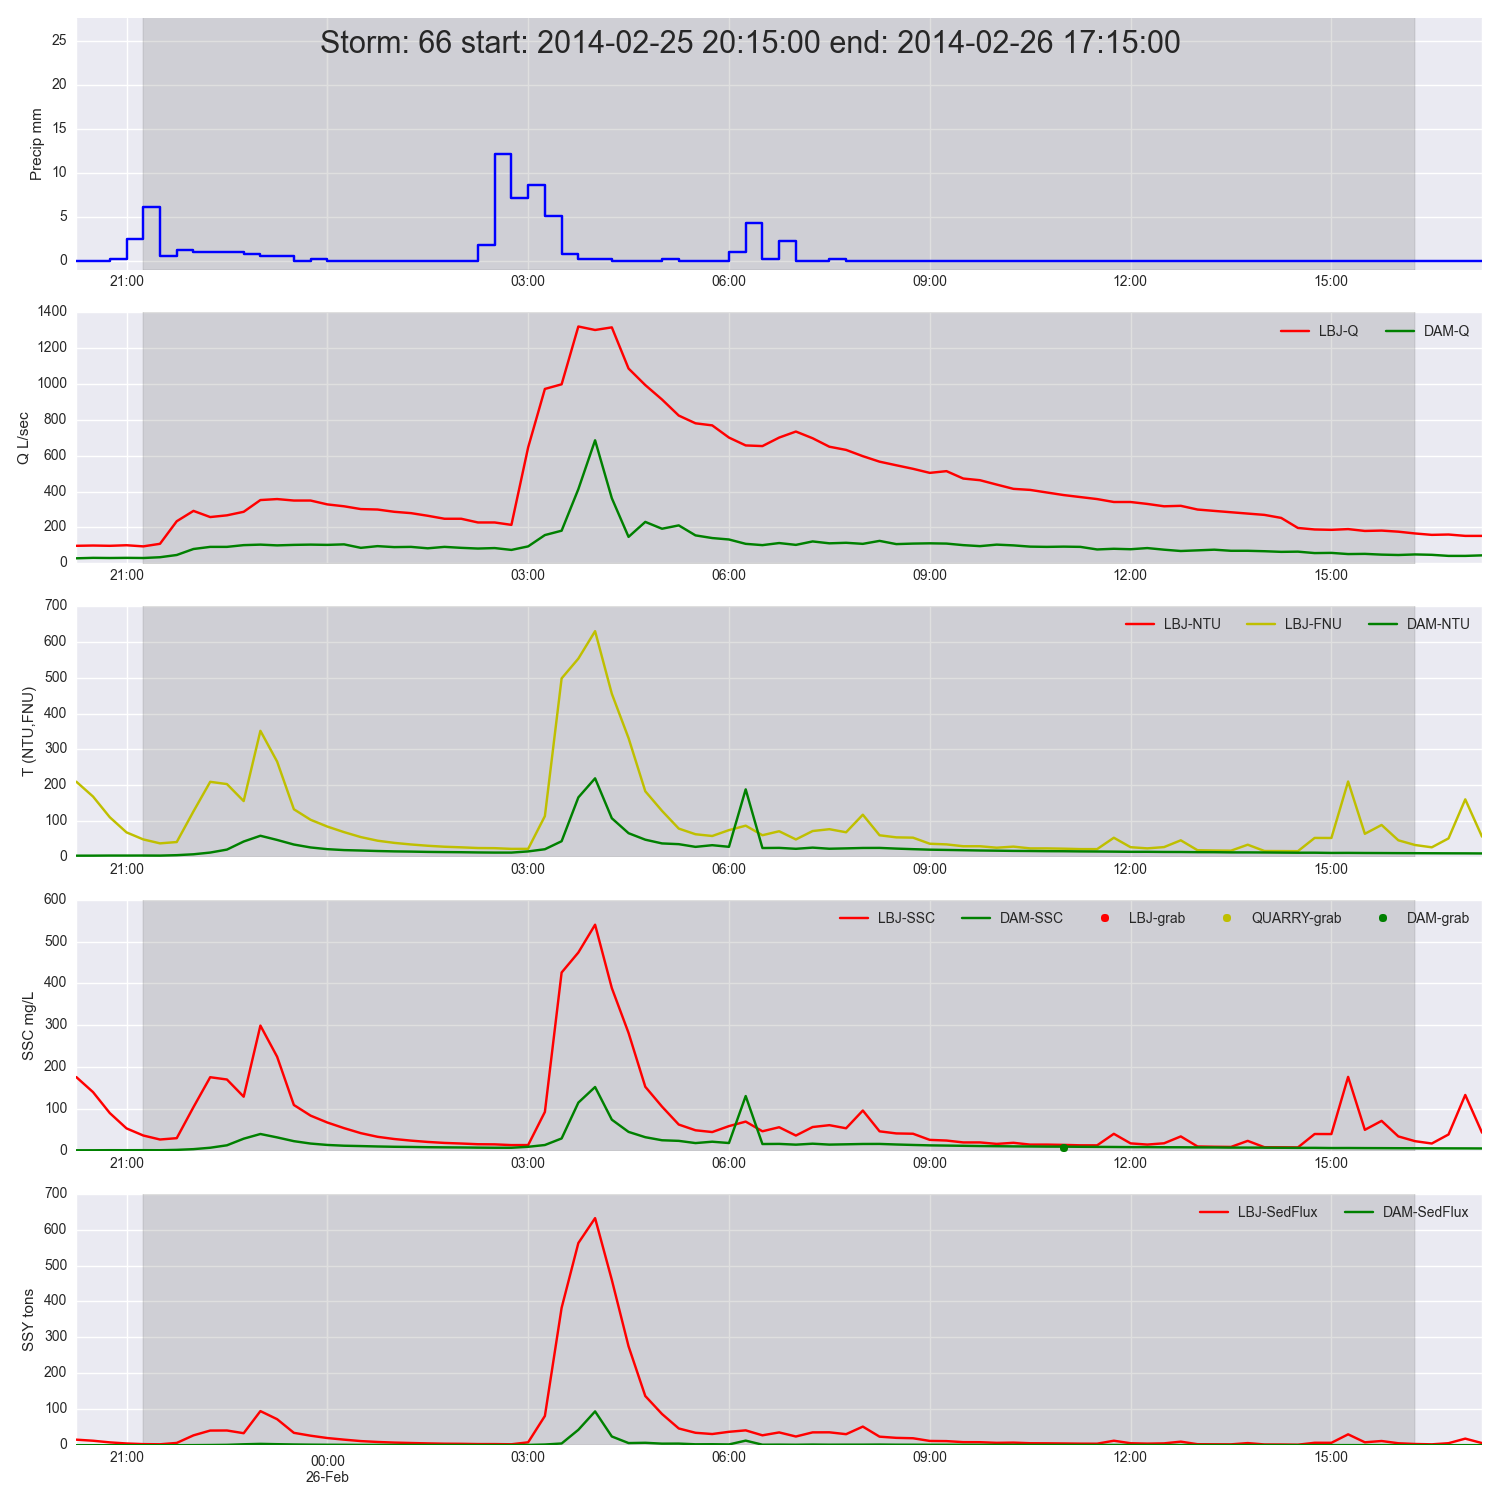 Storm: 66 start: 2014-02-25 20:15:00 end: 2014-02-26 17:15:00
Precip mm
25
20
15
10
5
0
21:00 03:00 06:00 09:00 12:00 15:00
Q L/sec
1400
1200
1000
800
600
400
200
0
LBJ-Q DAM-Q
21:00 03:00 06:00 09:00 12:00 15:00
T (NTU,FNU)
700
600
500
400
300
200
100
0
LBJ-NTU LBJ-FNU DAM-NTU
21:00 03:00 06:00 09:00 12:00 15:00
SSC mg/L
600
500
400
300
200
100
0
LBJ-SSC DAM-SSC LBJ-grab QUARRY-grab DAM-grab
21:00 03:00 06:00 09:00 12:00 15:00
SSY tons
700
600
500
400
300
200
100
0
LBJ-SedFlux DAM-SedFlux
21:00 00:00 03:00 06:00 09:00 12:00 15:00
26-Feb